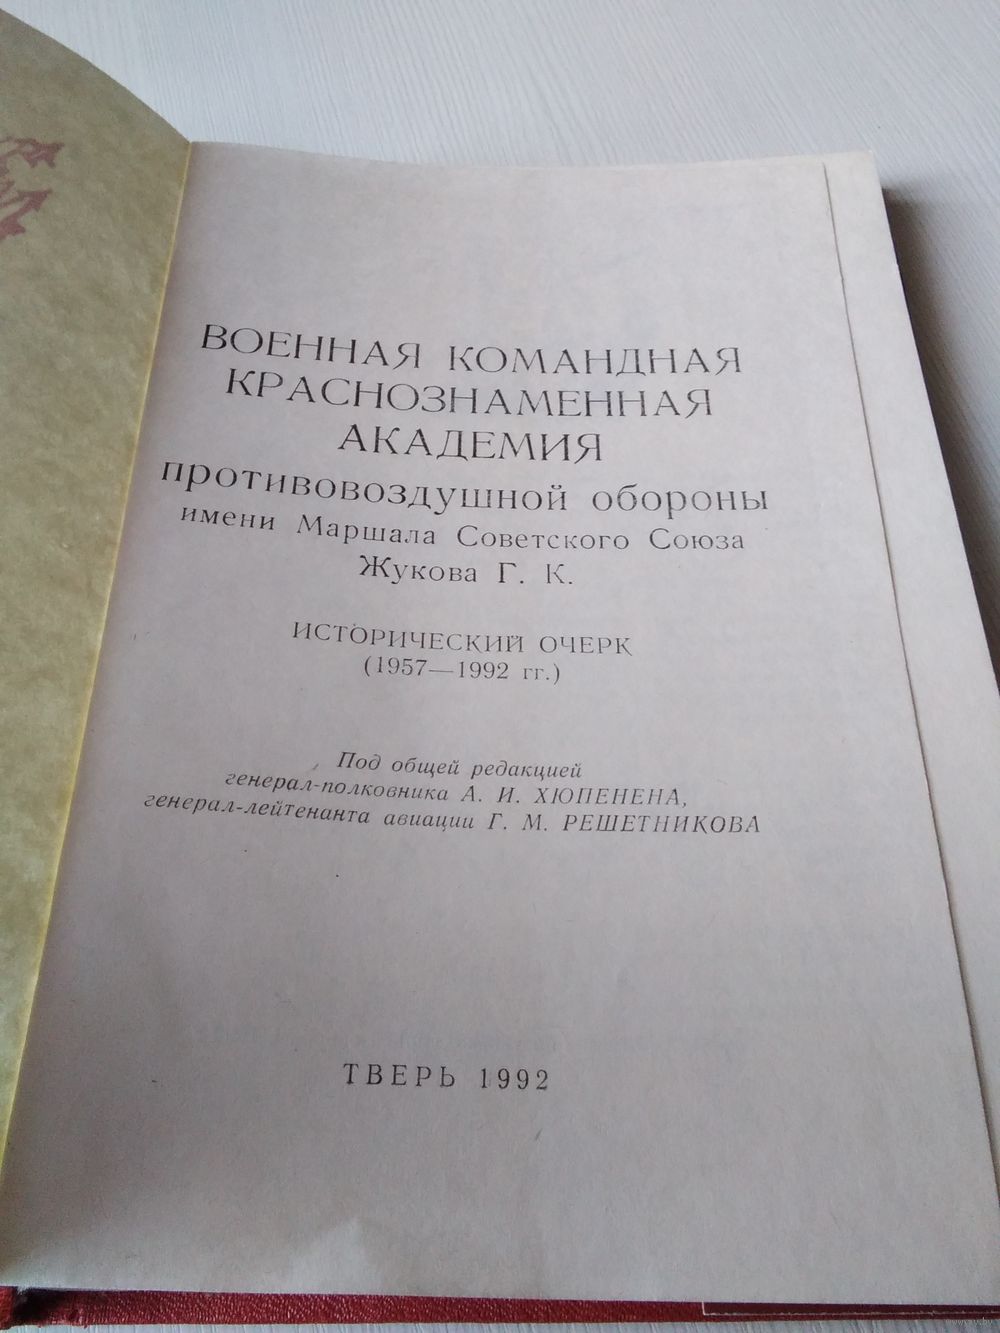 ВОЕННАЯ КОМАНДНАЯ
КРАСНОЗНАМЕННАЯ
АКАДЕМИЯ
противовоздушной обороны
имени Маршала Советского Союза
Жукова Г. К.
ИСТОРИЧЕСКИЙ ОЧЕРК
(1957—1992 гг.)
Под общей редакцией
генерал-полковника А. И. ХЮПЕНЕНА,
генерал-лейтенанта авиации Г. М. РЕШЕТНИКОВА
ТВЕРЬ 1992